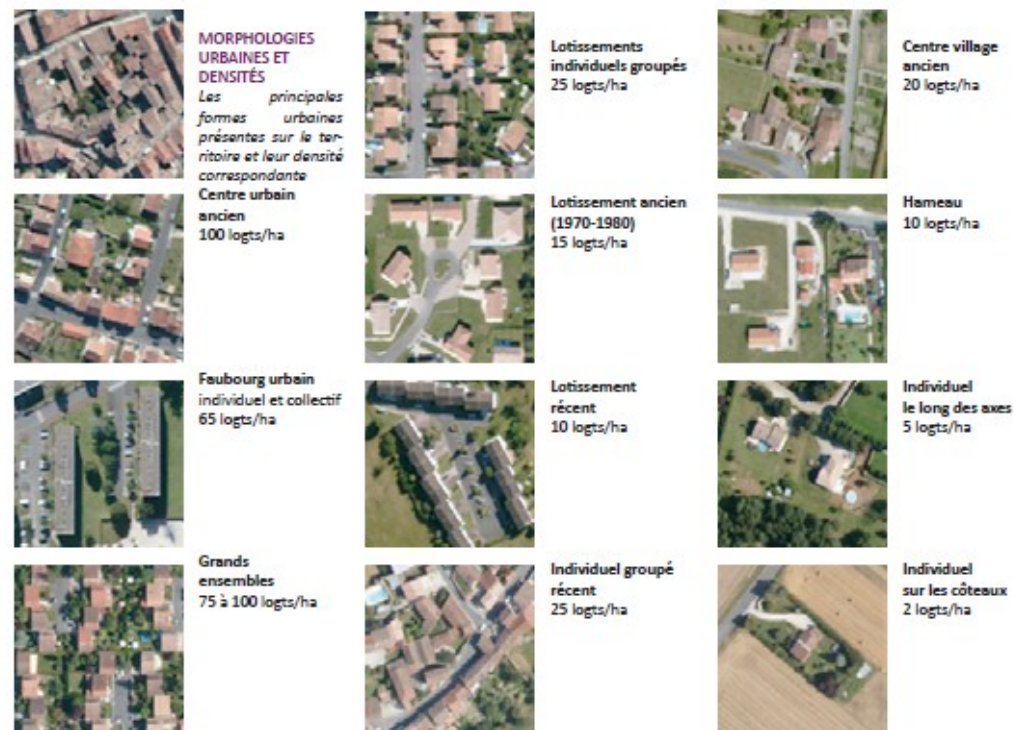 MORPHOLOGIES
URBAINES ET
DENSITÉS
Les principales
formes urbaines
présentes sur le ter-
ritoire et leur densité
correspondante
Centre urbain
ancien
100 logts/ha
Faubourg urbain
individuel et collectif
65 logts/ha
Grands
ensembles
75 à 100 logts/ha
Lotissements
individuels groupés
25 logts/ha
Lotissement ancien
(1970-1980)
15 logts/ha
Lotissement
récent
10 logts/ha
Individuel groupé
récent
25 logts/ha
Centre village
ancien
20 logts/ha
Hameau
10 logts/ha
Individuel
le long des axes
5 logts/ha
Individuel
sur les côteaux
2 logts/ha